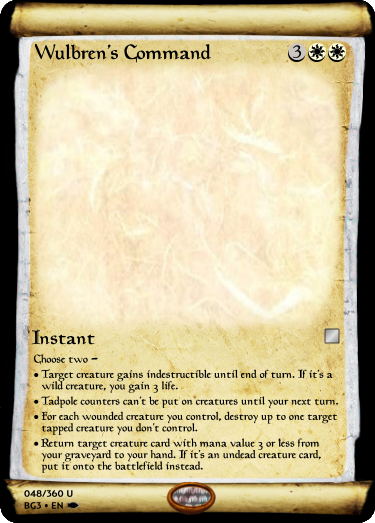 Wulbren's Command 3
Instant
Choose two –
• Target creature gains indestructible until end of turn. If it's a
wild creature, you gain 3 life.
• Tadpole counters can't be put on creatures until your next turn.
• For each wounded creature you control, destroy up to one target
tapped creature you don't control.
• Return target creature card with mana value 3 or less from
your graveyard to your hand. If it's an undead creature card,
put it onto the battlefield instead.
048/360 U
BG3 • EN